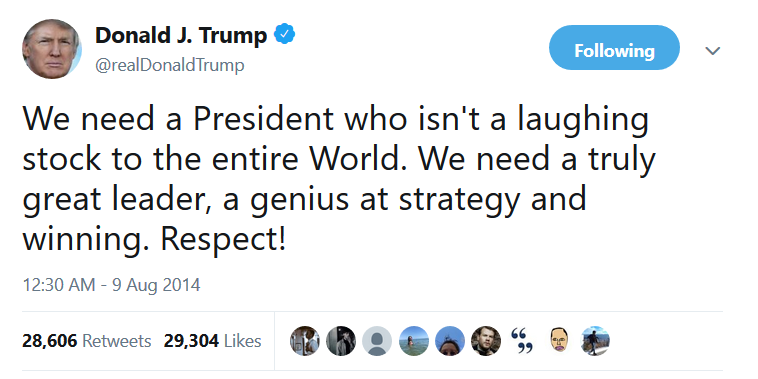 Donald J. Trump
@realDonaldTrump
Following
We need a President who isn't a laughing
stock to the entire World. We need a truly
great leader, a genius at strategy and
winning. Respect!
12:30 AM - 9 Aug 2014
28,606 Retweets 29,304 Likes